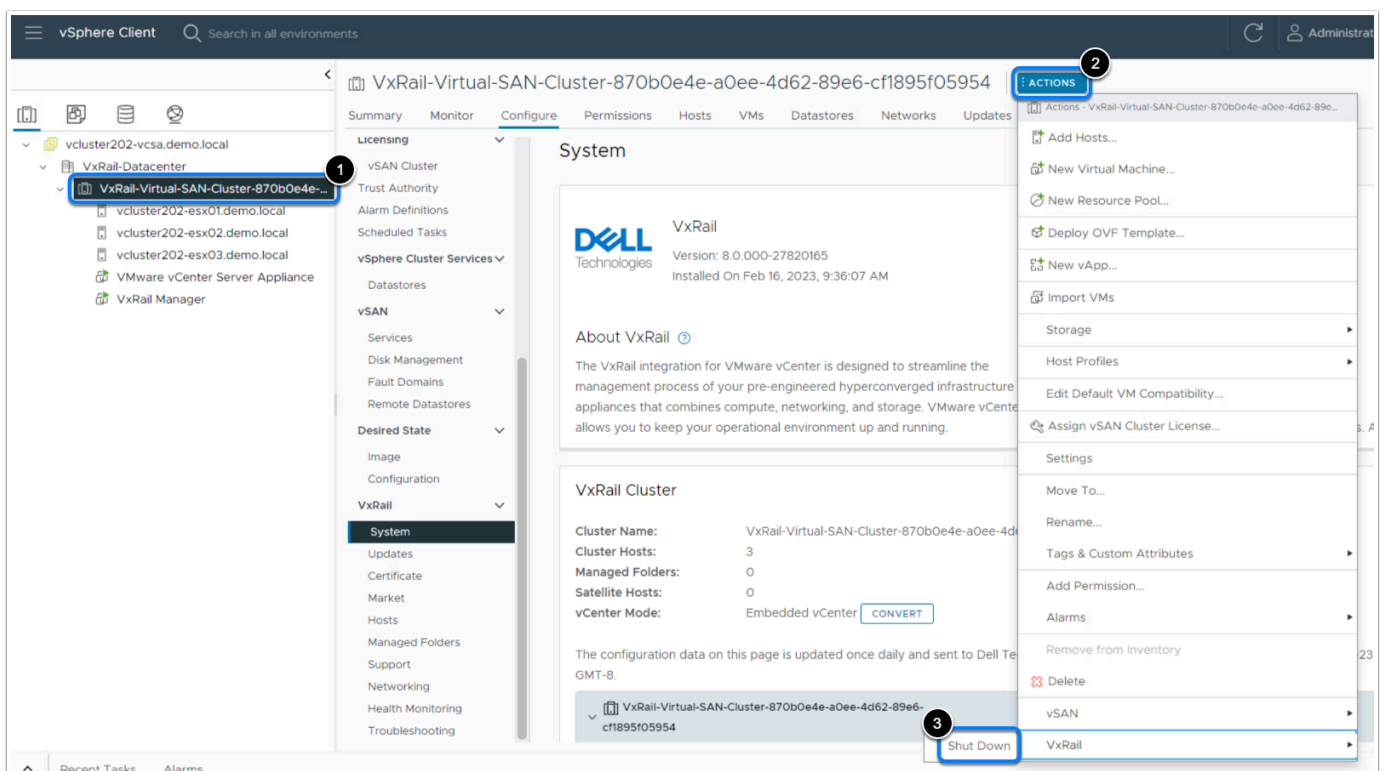 vSphere Client
Search in all environments
Administrat
VxRail-Virtual-SAN-Cluster-870b0e4e-a0ee-4d62-89e6-cf1895f05954
ACTIONS
2
Summary Monitor Configure Permissions Hosts VMs Datastores Networks Updates
cluster202-vcsa.demo.local
VxRail-Datacenter
1
VxRail-Virtual-SAN-Cluster-870b0e4e-...
vcluster202-esx01.demo.local
vcluster202-esx02.demo.local
vcluster202-esx03.demo.local
VMware vCenter Server Appliance
VxRail Manager
Licensing
vSAN Cluster
Trust Authority
Alarm Definitions
Scheduled Tasks
vSphere Cluster Services
Datastores
vSAN
Services
Disk Management
Fault Domains
Remote Datastores
Desired State
Image
Configuration
VxRail
System
Updates
Certificate
Market
Hosts
Managed Folders
Support
Networking
Health Monitoring
Troubleshooting
System
DELL
Technologies
VxRail
Version: 8.0.000-27820165
Installed On Feb 16, 2023, 9:36:07 AM
About VxRail
The VxRail integration for VMware vCenter is designed to streamline the
management process of your pre-engineered hyperconverged infrastructure
appliances that combines compute, networking, and storage. VMware vCente
allows you to keep your operational environment up and running.
s. A
VxRail Cluster
Cluster Name: VxRail-Virtual-SAN-Cluster-870b0e4e-a0ee-4d6
Cluster Hosts: 3
Managed Folders: 0
Satellite Hosts: 0
vCenter Mode: Embedded vCenter CONVERT
The configuration data on this page is updated once daily and sent to Dell Te
23
GMT-8.
VxRail-Virtual-SAN-Cluster-870b0e4e-a0ee-4d62-89e6-
cf1895f05954
Actions - VxRail-Virtual-SAN-Cluster-870b0e4e-a0ee-4d62-89e...
Add Hosts...
New Virtual Machine...
New Resource Pool...
Deploy OVF Template...
New vApp...
Import VMs
Storage
Host Profiles
Edit Default VM Compatibility...
Assign vSAN Cluster License...
Settings
Move To...
Rename...
Tags & Custom Attributes
Add Permission...
Alarms
Remove from Inventory
Delete
vSAN
VxRail
3
Shut Down
Recent Tasks Alarms